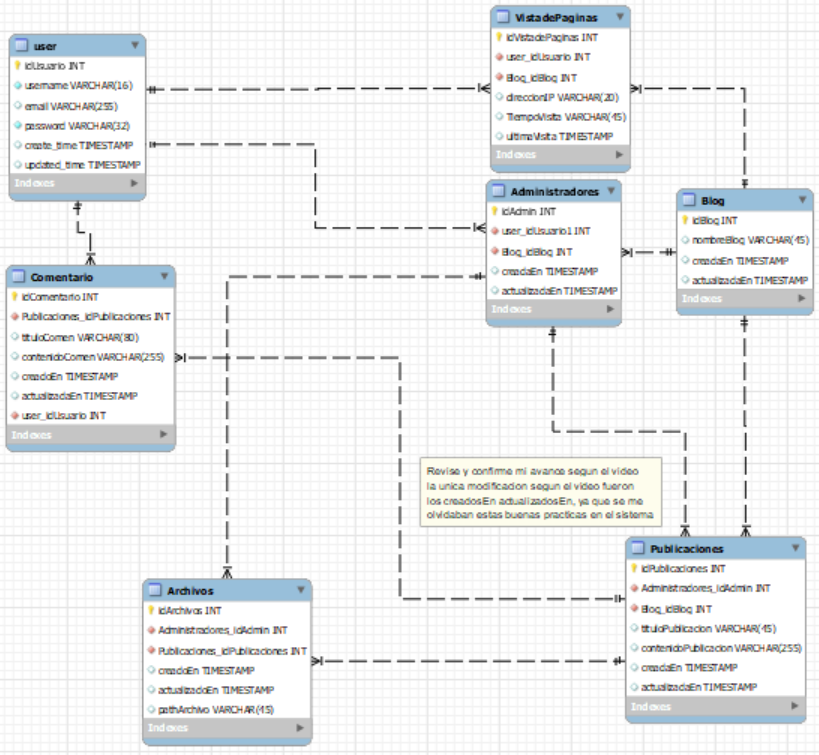 user
idUsuario INT
username VARCHAR(16)
email VARCHAR(255)
password VARCHAR(32)
create_time TIMESTAMP
updated_time TIMESTAMP
Indexes
VistadePaginas
idVistadePaginas INT
user_idUsuario INT
Blog_idBlog INT
direccionIP VARCHAR(20)
TiempoVisita VARCHAR(45)
ultimaVisita TIMESTAMP
Indexes
Administradores
idAdmin INT
user_idUsuario1 INT
Blog_idBlog INT
creadaEn TIMESTAMP
actualizadaEn TIMESTAMP
Indexes
Blog
idBlog INT
nombreBlog VARCHAR(45)
creadaEn TIMESTAMP
actualizadaEn TIMESTAMP
Indexes
Comentario
idComentario INT
Publicaciones_idPublicaciones INT
tituloComen VARCHAR(80)
contenidoComen VARCHAR(255)
creadoEn TIMESTAMP
actualizadaEn TIMESTAMP
user_idUsuario INT
Indexes
Revise y confirme mi avance segun el video
la unica modificacion segun el video fueron
los creadosEn actualizadosEn, ya que se me
olvidaban estas buenas practicas en el sistema
Publicaciones
idPublicaciones INT
Administradores_idAdmin INT
Blog_idBlog INT
tituloPublicacion VARCHAR(45)
contenidoPublicacion VARCHAR(255)
creadaEn TIMESTAMP
actualizadaEn TIMESTAMP
Indexes
Archivos
idArchivos INT
Administradores_idAdmin INT
Publicaciones_idPublicaciones INT
creadoEn TIMESTAMP
actualizadoEn TIMESTAMP
pathArchivo VARCHAR(45)
Indexes